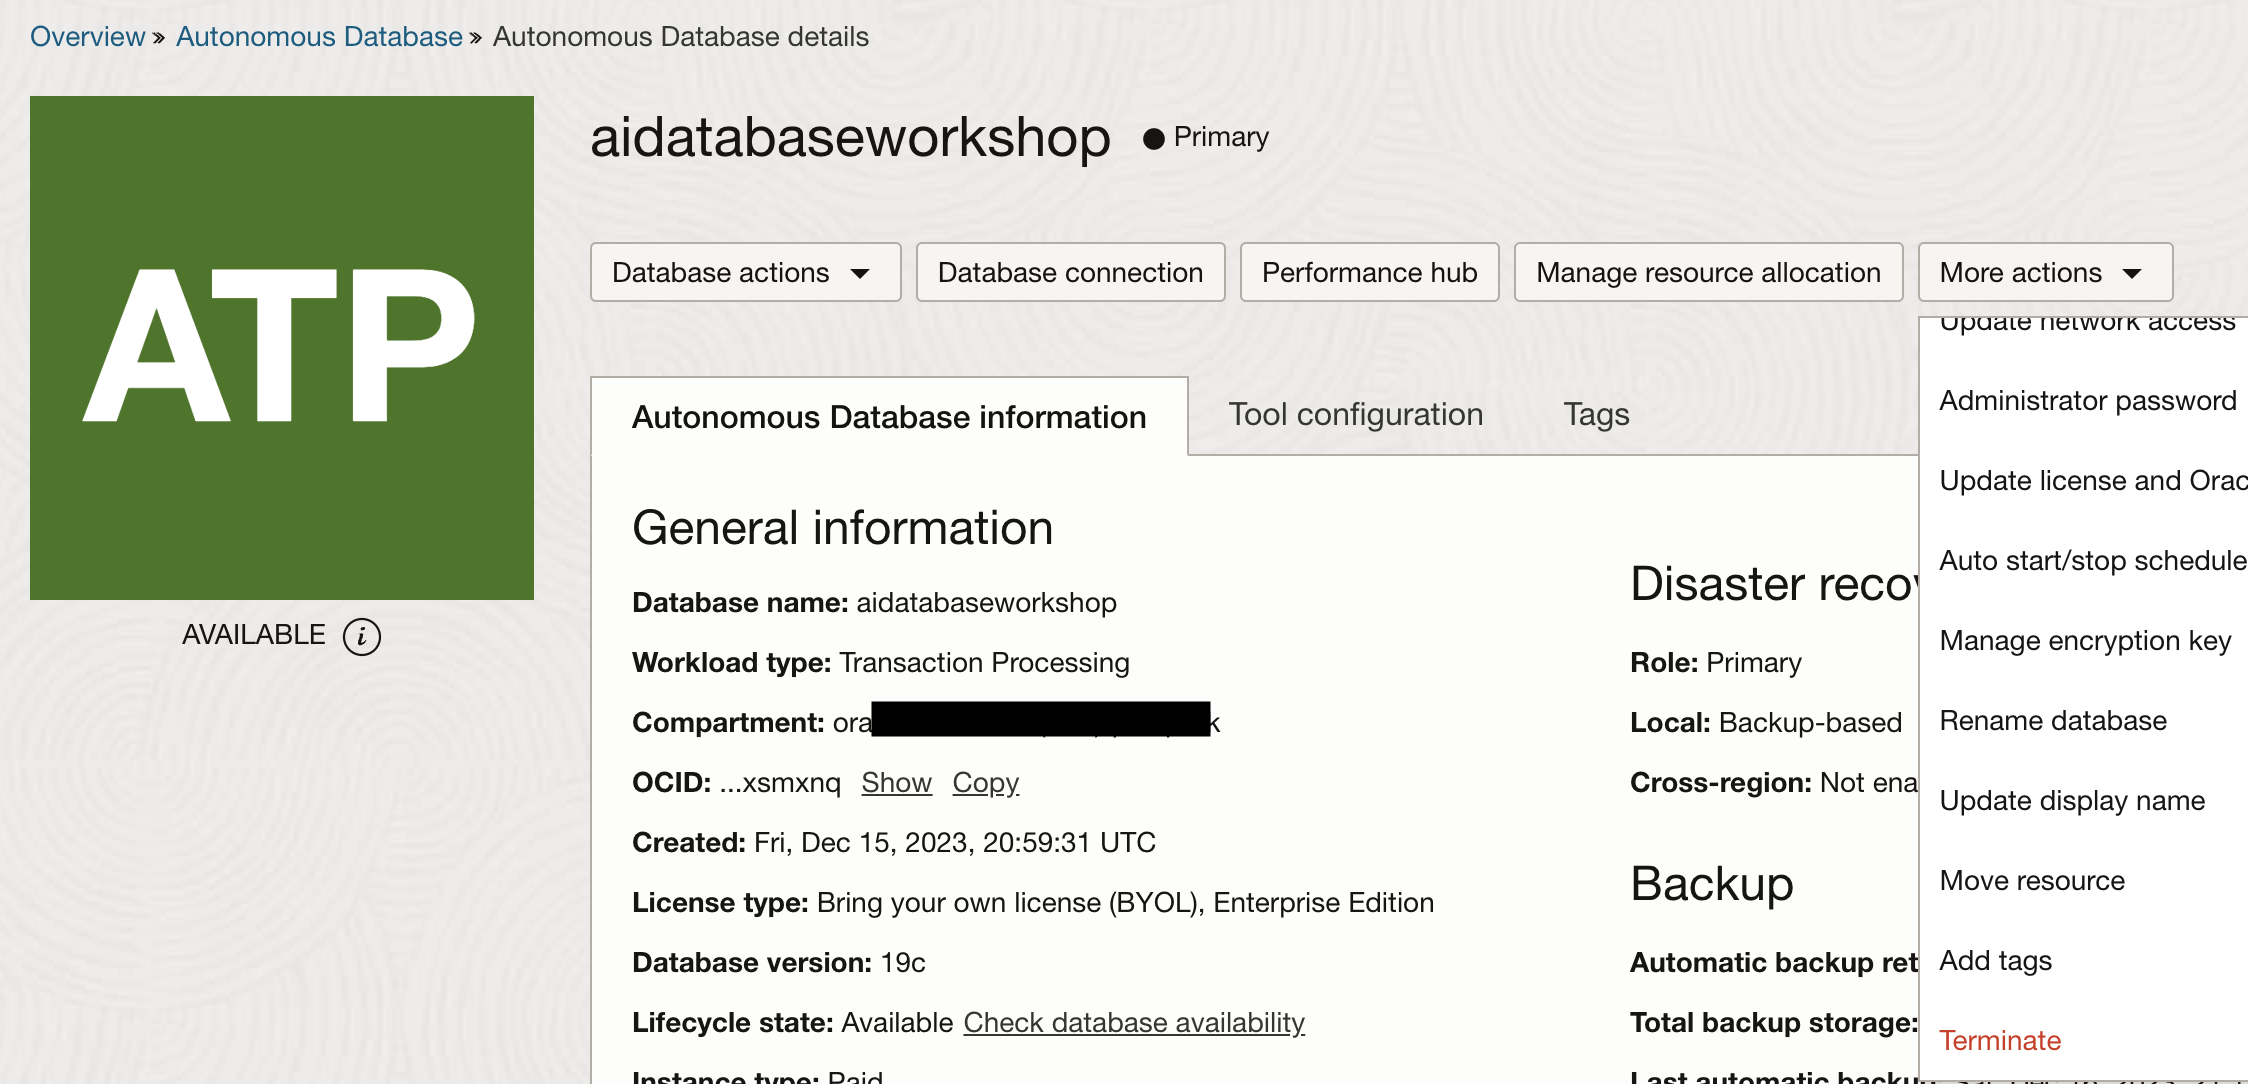 Overview » Autonomous Database » Autonomous Database details
ATP
AVAILABLE i
aidatabaseworkshop ● Primary
Database actions
Database connection
Performance hub
Manage resource allocation
More actions
Autonomous Database information
Tool configuration
Tags
General information
Database name: aidatabaseworkshop
Workload type: Transaction Processing
Compartment: ora k
OCID: ...xsmxnq Show Copy
Created: Fri, Dec 15, 2023, 20:59:31 UTC
License type: Bring your own license (BYOL), Enterprise Edition
Database version: 19c
Lifecycle state: Available Check database availability
Instance type: Paid
Disaster recov
Role: Primary
Local: Backup-based
Cross-region: Not ena
Backup
Automatic backup ret
Total backup storage:
Last automatic backup
Update network access
Administrator password
Update license and Orac
Auto start/stop schedule
Manage encryption key
Rename database
Update display name
Move resource
Add tags
Terminate